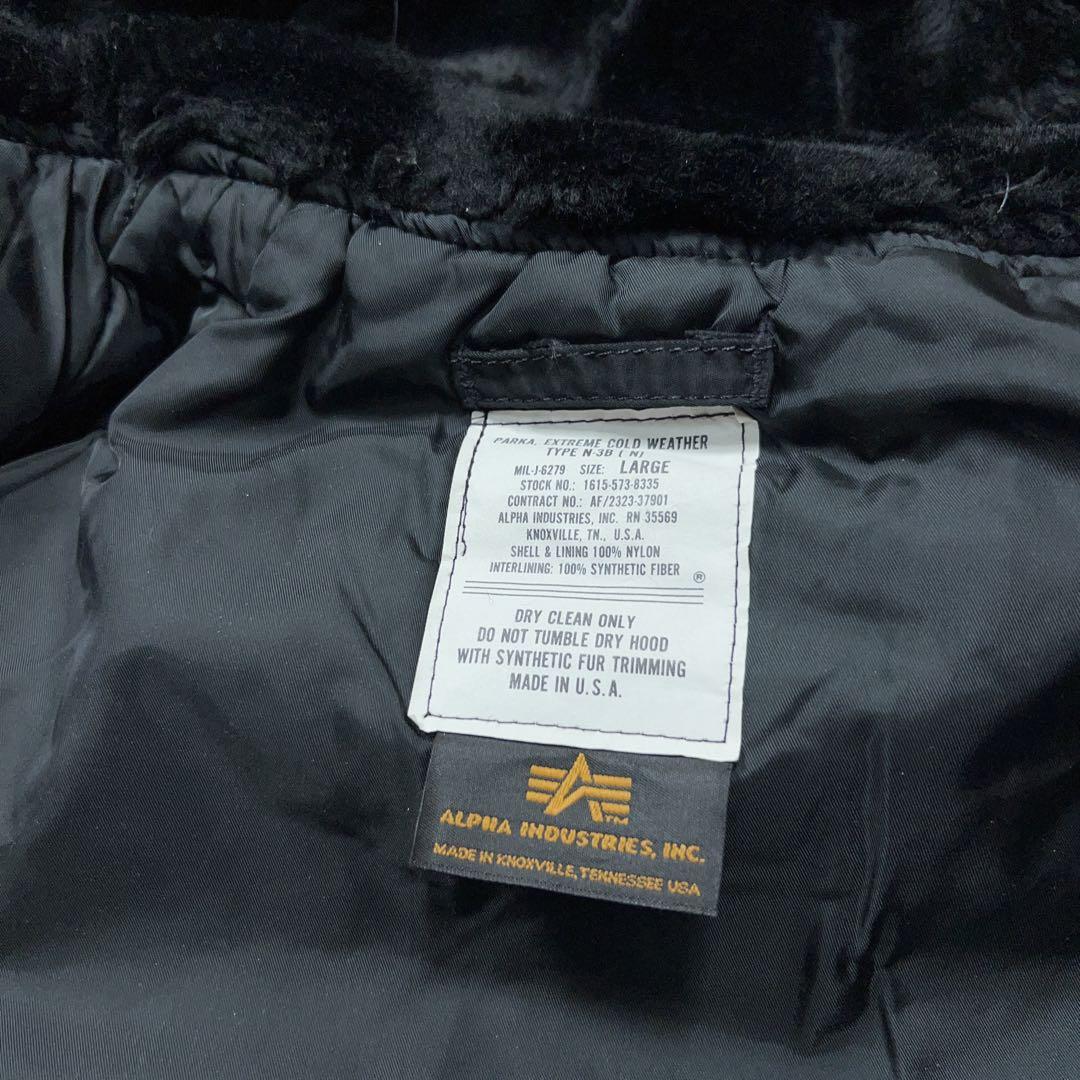 PARKA, EXTREME COLD WEATHER
TYPE N-3B ( N)
MIL-J-6279 SIZE: LARGE
STOCK NO.: 1615-573-8335
CONTRACT NO.: AF/2323-37901
ALPHA INDUSTRIES, INC. RN 35569
KNOXVILLE, TN., U.S.A.
SHELL & LINING 100% NYLON
INTERLINING: 100% SYNTHETIC FIBER ®
DRY CLEAN ONLY
DO NOT TUMBLE DRY HOOD
WITH SYNTHETIC FUR TRIMMING
MADE IN U.S.A.
TM
ALPHA INDUSTRIES, INC.
MADE IN KNOXVILLE, TENNESSEE USA